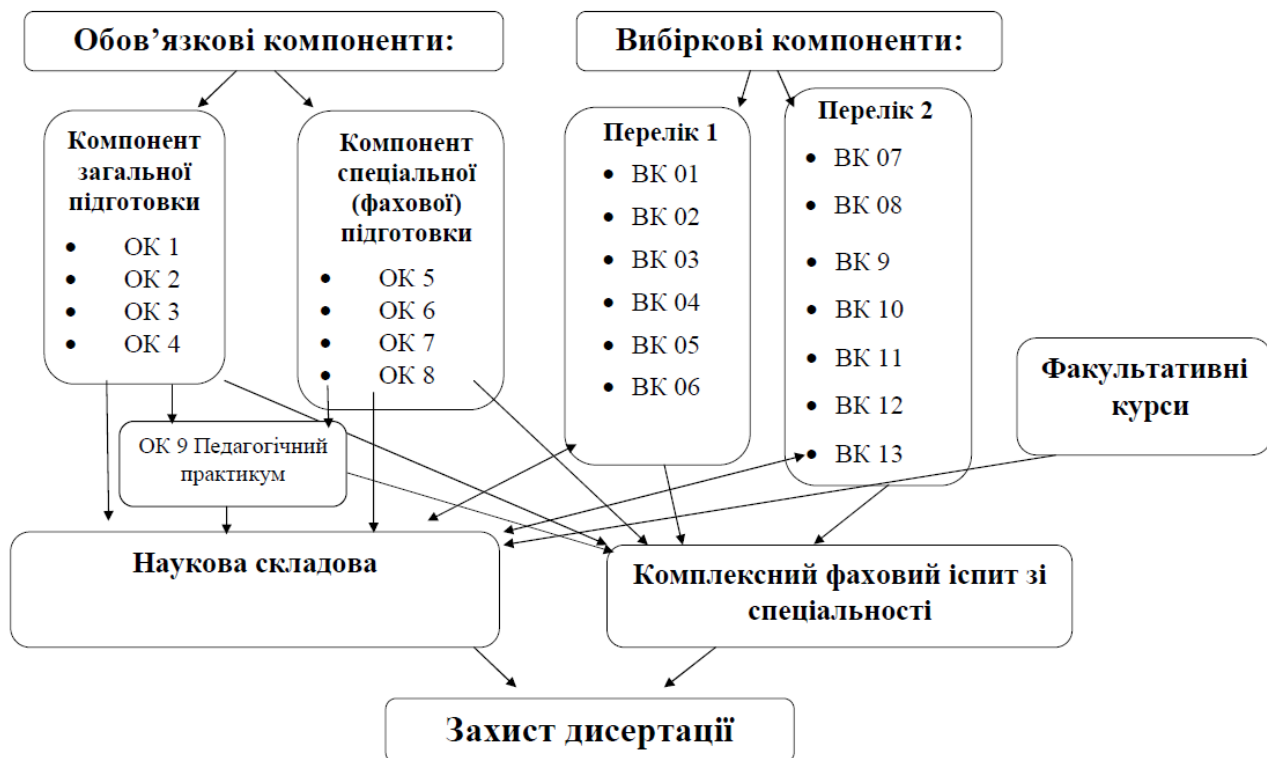 Обов’язкові компоненти:
Вибіркові компоненти:
Компонент
загальної
підготовки
• ОК 1
• ОК 2
• ОК 3
• ОК 4
Компонент
спеціальної
(фахової)
підготовки
• ОК 5
• ОК 6
• ОК 7
• ОК 8
Перелік 1
• ВК 01
• ВК 02
• ВК 03
• ВК 04
• ВК 05
• ВК 06
Перелік 2
• ВК 07
• ВК 08
• ВК 9
• ВК 10
• ВК 11
• ВК 12
• ВК 13
Факультативні
курси
ОК 9 Педагогічний
практикум
Наукова складова
Комплексний фаховий іспит зі
спеціальності
Захист дисертації